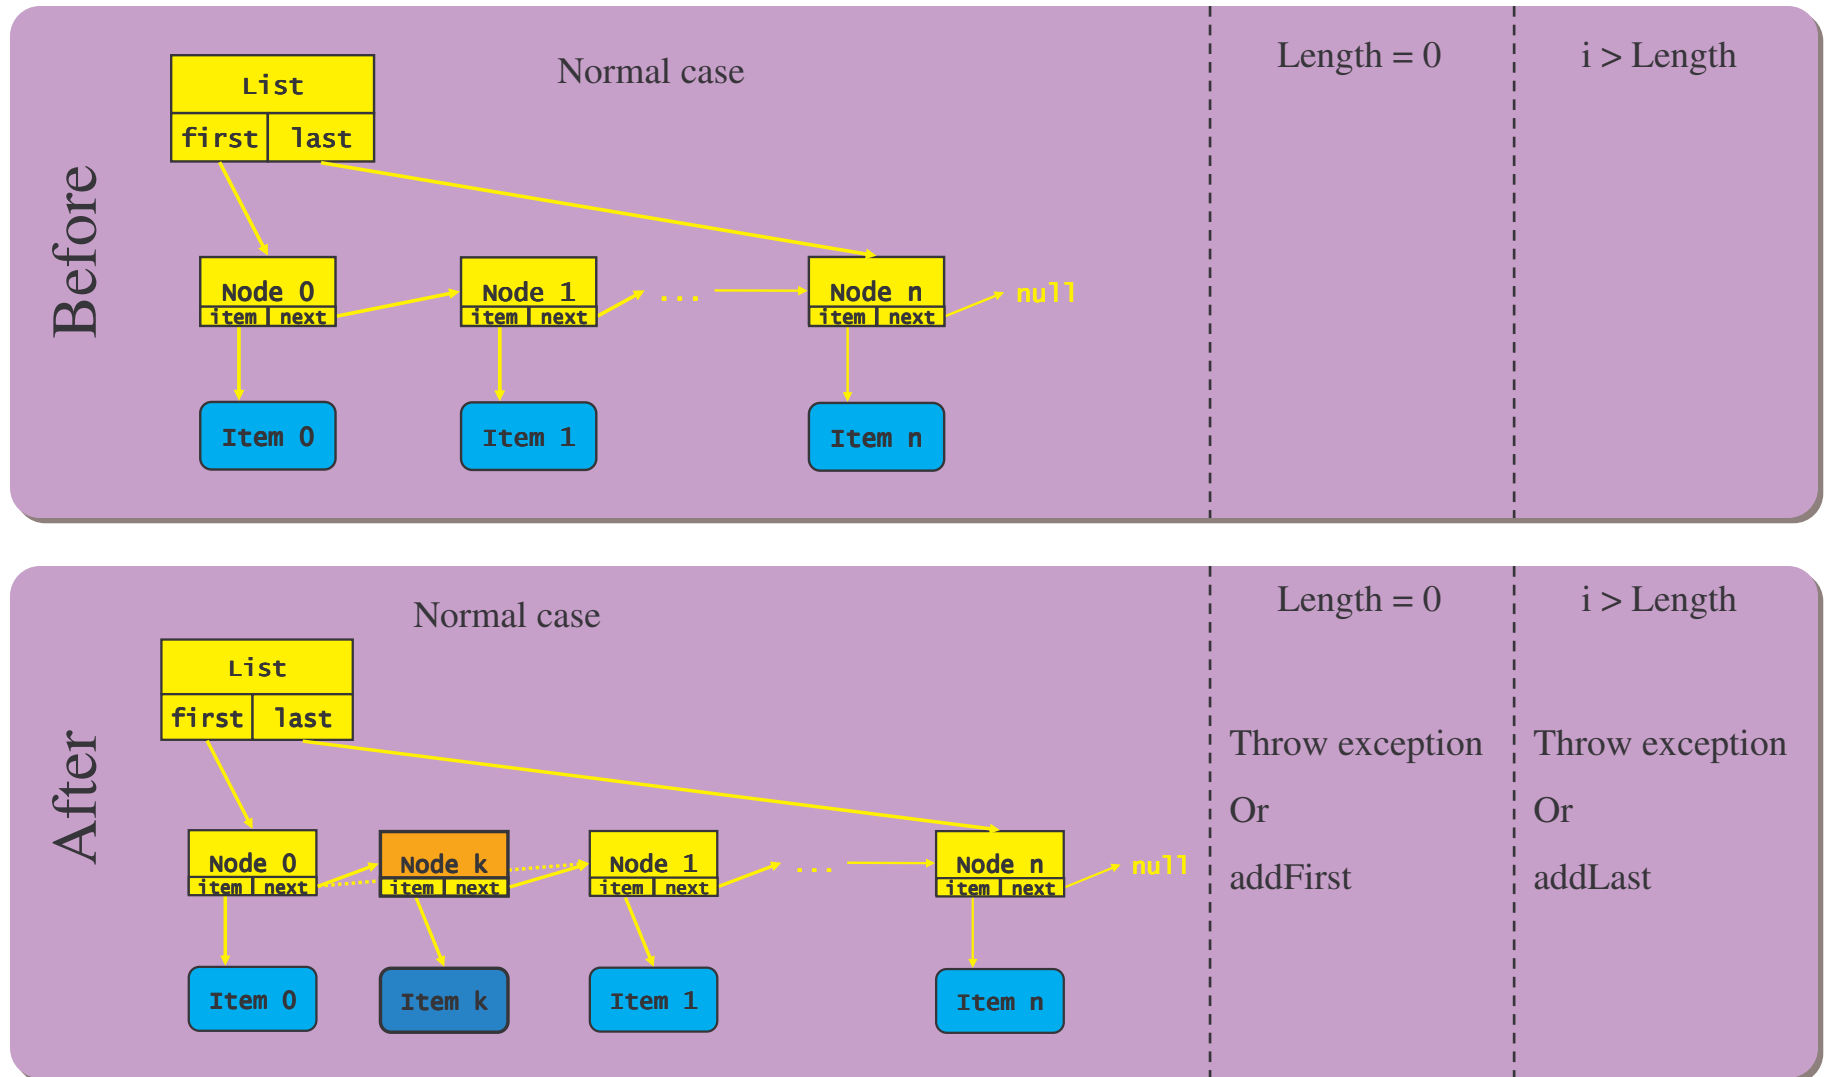 Before
Normal case
Length = 0
i > Length
List
first last
Node 0
item next
Node 1
item next
...
Node n
item next
null
Item 0
Item 1
Item n
After
Normal case
Length = 0
i > Length
List
first last
Node 0
item next
Node k
item next
Node 1
item next
...
Node n
item next
null
Item 0
Item k
Item 1
Item n
Throw exception
Or
addFirst
Throw exception
Or
addLast